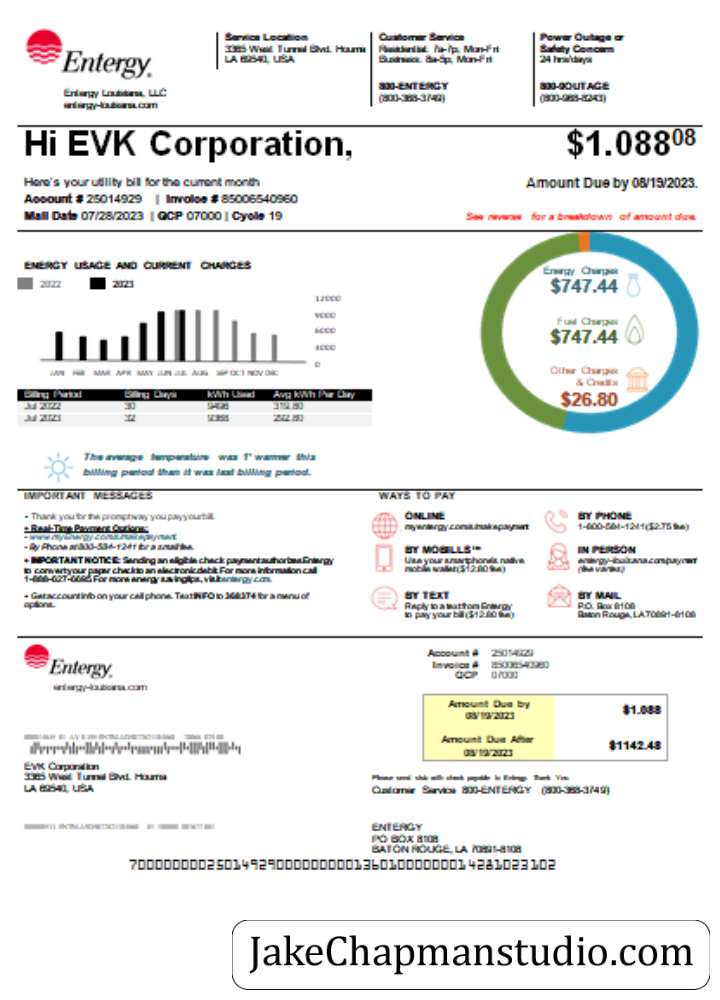 Entergy
Entergy Louisiana, LLC
entergy-louisiana.com
Service Location
3365 West Tunnel Blvd. Houma
LA 69540, USA
Customer Service
Residential: 7a-7p, Mon-Fri
Business: 8a-5p, Mon-Fri
800-ENTERGY
(800-368-3749)
Power Outage or
Safety Concern
24 hrs/days
800-9OUTAGE
(800-968-8243)
Hi EVK Corporation,
$1.08808
Here's your utility bill for the current month
Amount Due by 08/19/2023.
Account # 25014929 | Invoice # 85006540960
Mail Date 07/28/2023 | QCP 07000 | Cycle 19
See reverse for a breakdown of amount due.
ENERGY USAGE AND CURRENT CHARGES
2022 2023
12000
9000
6000
3000
0
JAN FEB MAR APR MAY JUN JUL AUG SEP OCT NOV DEC
Energy Charges
$747.44
Fuel Charges
$747.44
Other Charges
& Credits
$26.80
Billing Period Billing Days kWh Used Avg kWh Per Day
Jul 2022 30 319.80
Jul 2023 32 292.80
The average temperature was 1° warmer this
billing period than it was last billing period.
IMPORTANT MESSAGES
• Thank you for the prompt way you pay your bill.
• Real-Time Payment Options:
- www.myEnergy.com/makepayment
- By Phone at 800-584-1241 for a small fee.
• IMPORTANT NOTICE: Sending an eligible check payment authorizes Entergy
to convert your paper check to an electronic debit. For more information call
1-888-627-6695. For more energy saving tips, visit entergy.com.
• Get account info on your cell phone. Text INFO to 368374 for a menu of
options.
WAYS TO PAY
ONLINE
myentergy.com/makepayment
BY MOBILLS™
Use your smartphone's native
mobile wallet ($12.80 fee)
BY TEXT
Reply to a text from Entergy
to pay your bill ($12.80 fee)
BY PHONE
1-800-584-1241 ($2.75 fee)
IN PERSON
entergy-louisiana.com/payment
(fee varies)
BY MAIL
P.O. Box 8108
Baton Rouge, LA 70891-8108
Entergy
entergy-louisiana.com
Account # 25014929
Invoice # 85006540960
QCP 07000
Amount Due by
08/19/2023
$1.088
Amount Due After
08/19/2023
$1142.48
EVK Corporation
3365 West Tunnel Blvd. Houma
LA 69540, USA
Please send stub with check payable to Entergy. Thank You.
Customer Service 800-ENTERGY (800-368-3749)
ENTERGY
PO BOX 8108
BATON ROUGE, LA 70891-8108
JakeChapmanstudio.com